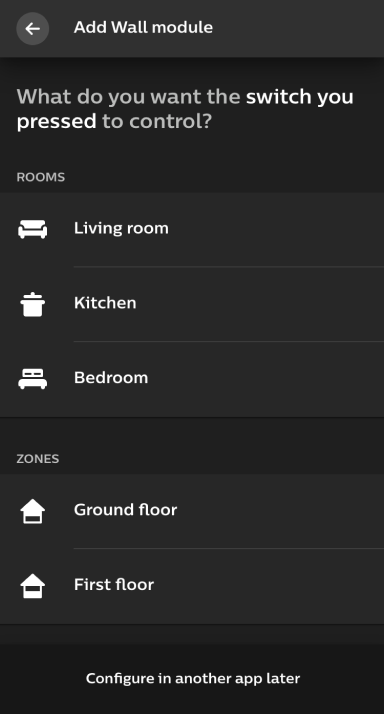 Add Wall module
What do you want the switch you
pressed to control?
ROOMS
Living room
Kitchen
Bedroom
ZONES
Ground floor
First floor
Configure in another app later